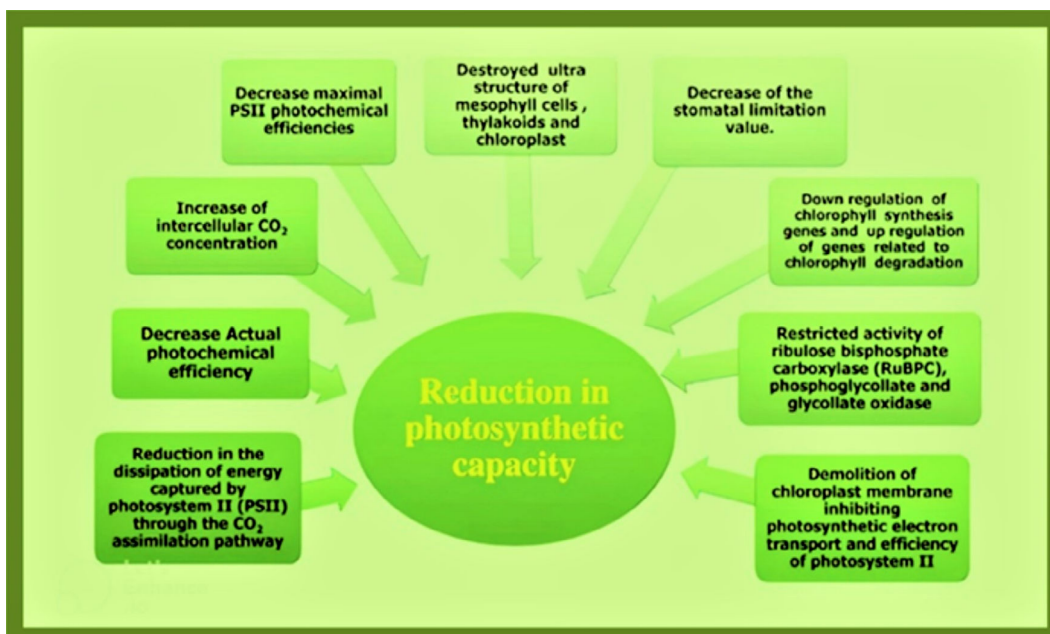 Decrease maximal
PSII photochemical
efficiencies
Destroyed ultra
structure of
mesophyll cells ,
thylakoids and
chloroplast
Decrease of the
stomatal limitation
value.
Increase of
intercellular CO₂
concentration
Down regulation of
chlorophyll synthesis
genes and up regulation
of genes related to
chlorophyll degradation
Decrease Actual
photochemical
efficiency
Restricted activity of
ribulose bisphosphate
carboxylase (RuBPC),
phosphoglycollate and
glycollate oxidase
Reduction in
photosynthetic
capacity
Reduction in the
dissipation of energy
captured by
photosystem II (PSII)
through the CO₂
assimilation pathway
Demolition of
chloroplast membrane
inhibiting
photosynthetic electron
transport and efficiency
of photosystem II